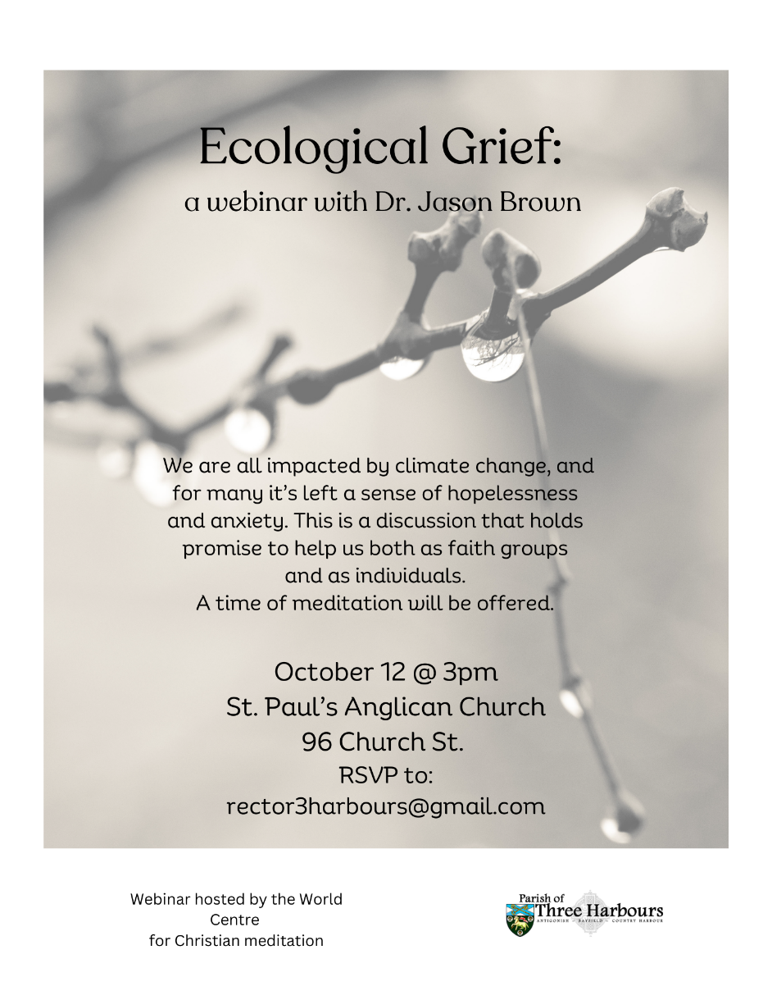 Ecological Grief:
a webinar with Dr. Jason Brown
We are all impacted by climate change, and
for many it's left a sense of hopelessness
and anxiety. This is a discussion that holds
promise to help us both as faith groups
and as individuals.
A time of meditation will be offered.
October 12 @ 3pm
St. Paul's Anglican Church
96 Church St.
RSVP to:
rector3harbours@gmail.com
Webinar hosted by the World
Centre
for Christian meditation
Parish of
Three Harbours
ANTIGONISH – BAYFIELD – COUNTRY HARBOUR